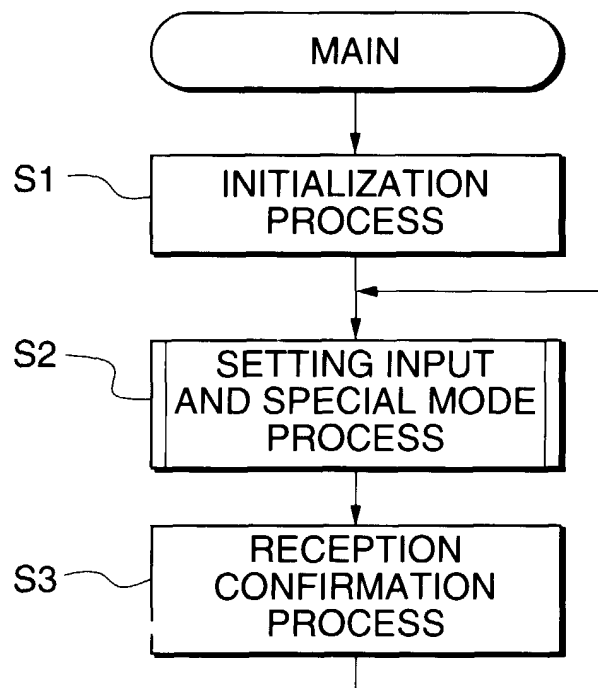 MAIN
S1
INITIALIZATION
PROCESS
S2
SETTING INPUT
AND SPECIAL MODE
PROCESS
S3
RECEPTION
CONFIRMATION
PROCESS